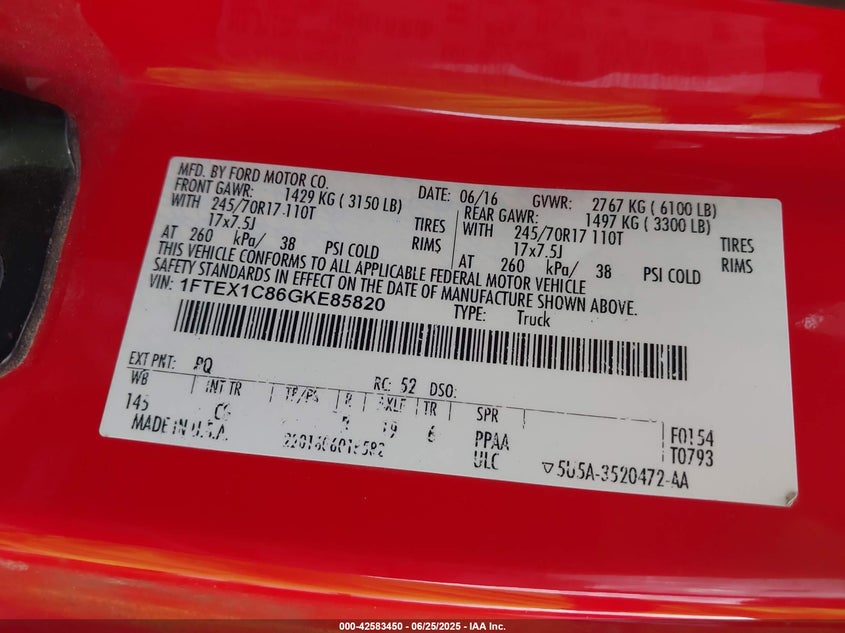 MFD. BY FORD MOTOR CO. DATE: 06/16 GVWR: 2767 KG ( 6100 LB)
FRONT GAWR: 1429 KG ( 3150 LB) REAR GAWR: 1497 KG ( 3300 LB)
WITH 245/70R17-110T TIRES WITH 245/70R17 110T TIRES
17x7.5J RIMS 17x7.5J RIMS
AT 260 kPa/ 38 PSI COLD AT 260 kPa/ 38 PSI COLD
THIS VEHICLE CONFORMS TO ALL APPLICABLE FEDERAL MOTOR VEHICLE
SAFETY STANDARDS IN EFFECT ON THE DATE OF MANUFACTURE SHOWN ABOVE.
VIN: 1FTEX1C86GKE85820
TYPE: Truck
EXT PNT: PQ RC: 52 DSO:
WB INT TR TP/PS R AXLE TR SPR
145 19 6 PPAA F0154
MADE IN U.S.A. ULC T0793
5U5A-3520472-AA
000-42583450 - 06/25/2025 - IAA Inc.